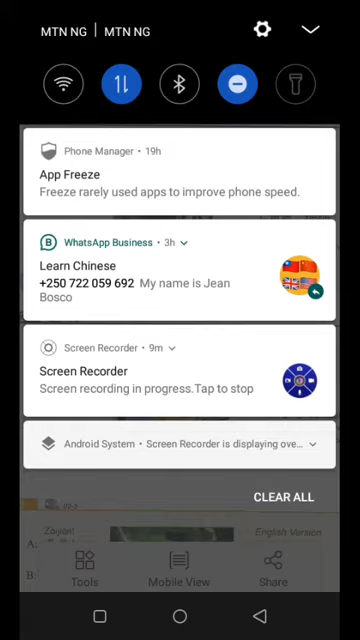 MTN NG | MTN NG
Phone Manager • 19h
App Freeze
Freeze rarely used apps to improve phone speed.
WhatsApp Business • 3h
Learn Chinese
+250 722 059 692 My name is Jean
Bosco
Screen Recorder • 9m
Screen Recorder
Screen recording in progress.Tap to stop
Android System • Screen Recorder is displaying ove...
CLEAR ALL
English Version
A:
B:
Tools
Mobile View
Share